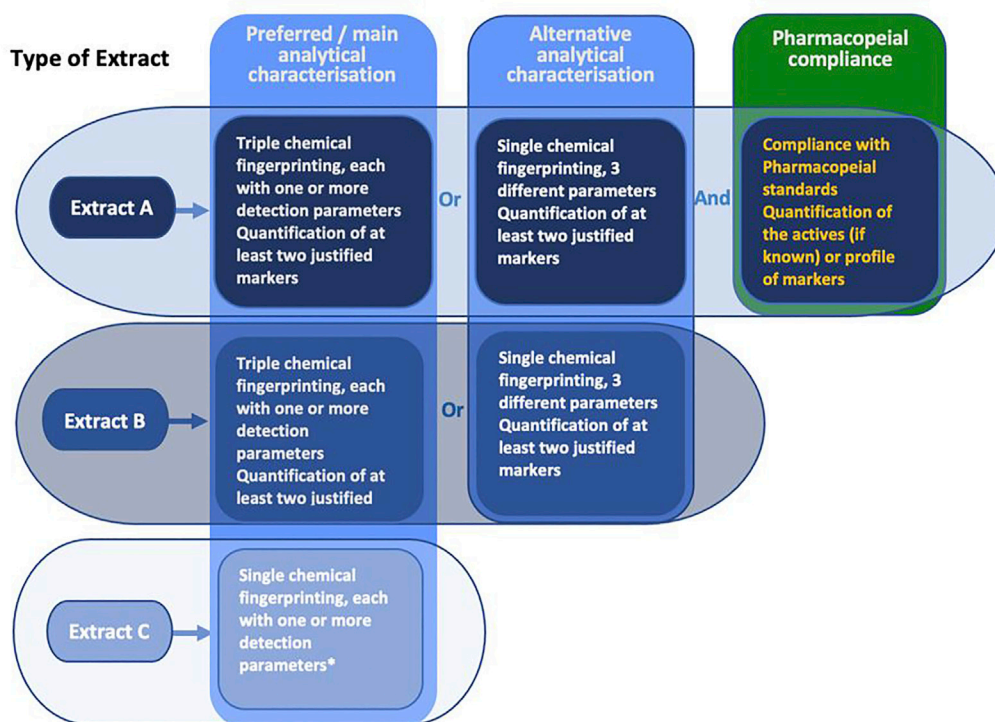 Type of Extract
Preferred / main
analytical
characterisation
Alternative
analytical
characterisation
Pharmacopeial
compliance
Extract A
Triple chemical
fingerprinting, each
with one or more
detection parameters
Quantification of at
least two justified
markers
Or
Single chemical
fingerprinting, 3
different parameters
Quantification of at
least two justified
markers
And
Compliance with
Pharmacopeial
standards
Quantification of
the actives (if
known) or profile
of markers
Extract B
Triple chemical
fingerprinting, each
with one or more
detection
parameters
Quantification of at
least two justified
Or
Single chemical
fingerprinting, 3
different parameters
Quantification of at
least two justified
markers
Extract C
Single chemical
fingerprinting, each
with one or more
detection
parameters*